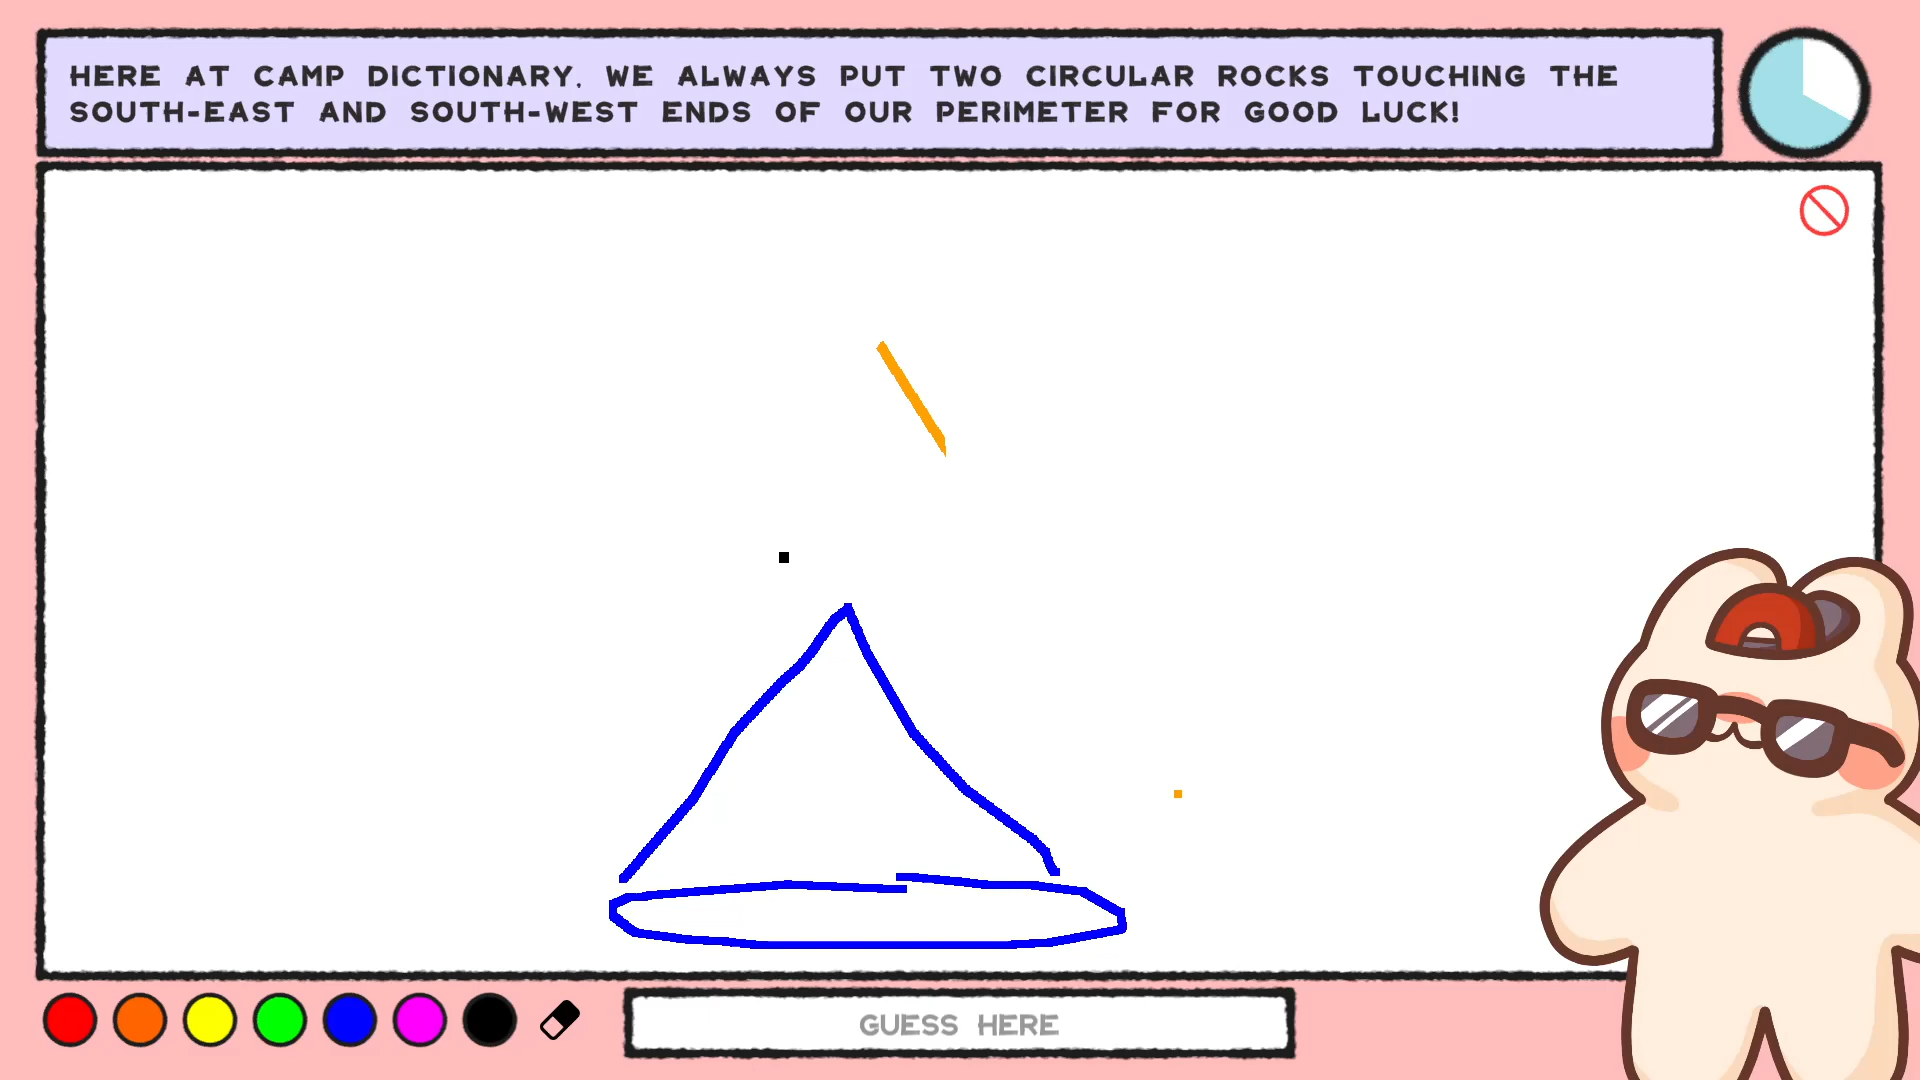 HERE AT CAMP DICTIONARY, WE ALWAYS PUT TWO CIRCULAR ROCKS TOUCHING THE
SOUTH-EAST AND SOUTH-WEST ENDS OF OUR PERIMETER FOR GOOD LUCK!
GUESS HERE